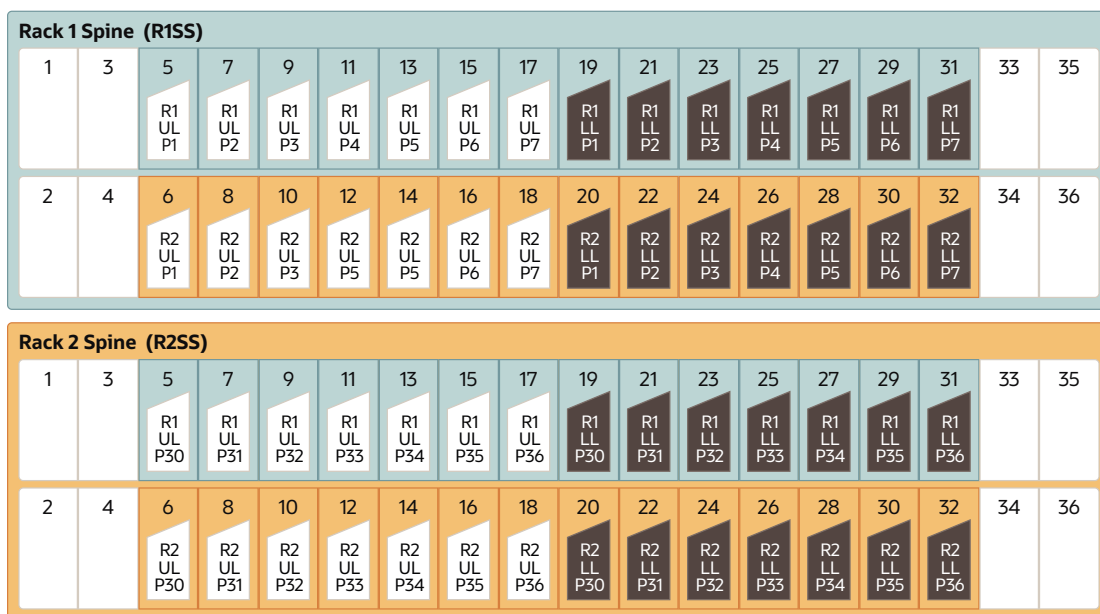 Rack 1 Spine (R1SS)
1 3 5 7 9 11 13 15 17 19 21 23 25 27 29 31 33 35
R1 R1 R1 R1 R1 R1 R1 R1 R1 R1 R1 R1 R1 R1
UL UL UL UL UL UL UL LL LL LL LL LL LL LL
P1 P2 P3 P4 P5 P6 P7 P1 P2 P3 P4 P5 P6 P7
2 4 6 8 10 12 14 16 18 20 22 24 26 28 30 32 34 36
R2 R2 R2 R2 R2 R2 R2 R2 R2 R2 R2 R2 R2 R2
UL UL UL UL UL UL UL LL LL LL LL LL LL LL
P1 P2 P3 P5 P5 P6 P7 P1 P2 P3 P4 P5 P6 P7
Rack 2 Spine (R2SS)
1 3 5 7 9 11 13 15 17 19 21 23 25 27 29 31 33 35
R1 R1 R1 R1 R1 R1 R1 R1 R1 R1 R1 R1 R1 R1
UL UL UL UL UL UL UL LL LL LL LL LL LL LL
P30 P31 P32 P33 P34 P35 P36 P30 P31 P32 P33 P34 P35 P36
2 4 6 8 10 12 14 16 18 20 22 24 26 28 30 32 34 36
R2 R2 R2 R2 R2 R2 R2 R2 R2 R2 R2 R2 R2 R2
UL UL UL UL UL UL UL LL LL LL LL LL LL LL
P30 P31 P32 P33 P34 P35 P36 P30 P31 P32 P33 P34 P35 P36